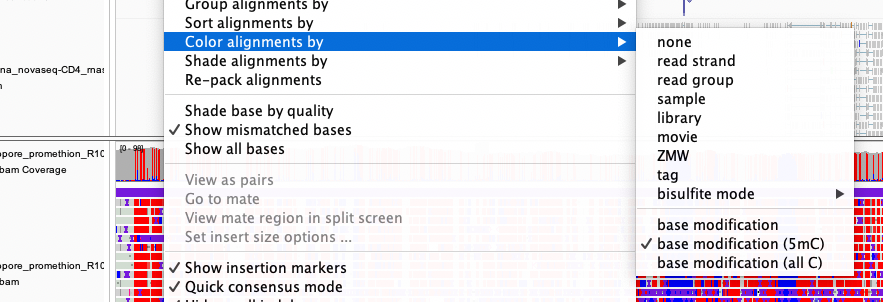 Group alignments by
Sort alignments by
Color alignments by
Shade alignments by
Re-pack alignments
Shade base by quality
Show mismatched bases
Show all bases
View as pairs
Go to mate
View mate region in split screen
Set insert size options ...
Show insertion markers
Quick consensus mode
none
read strand
read group
sample
library
movie
ZMW
tag
bisulfite mode
base modification
base modification (5mC)
base modification (all C)
na_novaseq-CD4_mas
opore_promethion_R10
bam Coverage
[0 - 98]
opore_promethion_R10
bam